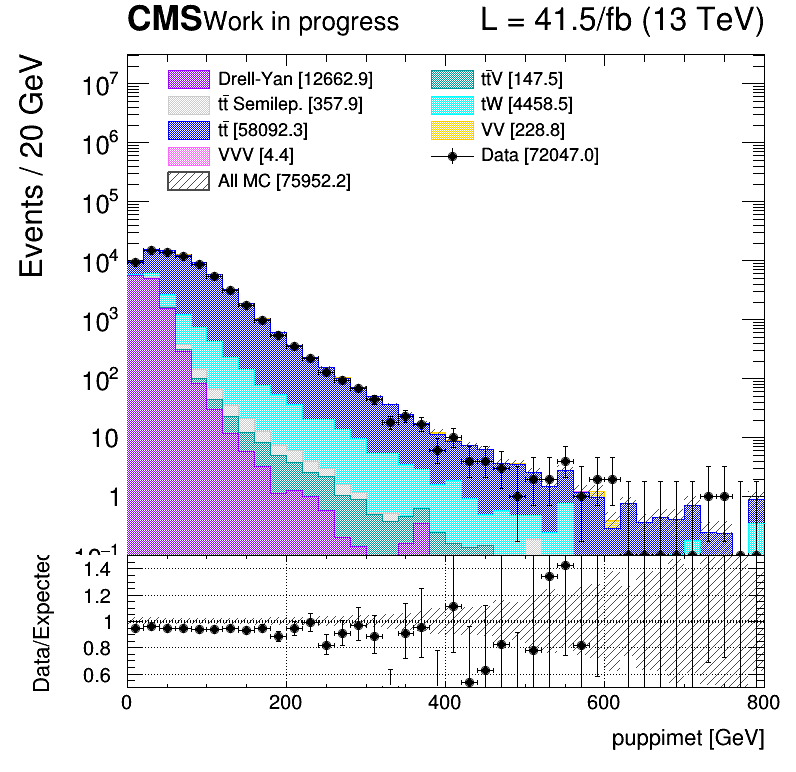 CMS Work in progress L = 41.5/fb (13 TeV)
Events / 20 GeV
Drell-Yan [12662.9]
tt̄ Semilep. [357.9]
tt̄ [58092.3]
VVV [4.4]
All MC [75952.2]
tt̄V [147.5]
tW [4458.5]
VV [228.8]
Data [72047.0]
10⁷
10⁶
10⁵
10⁴
10³
10²
10
1
10⁻¹
Data/Expected
1.4
1.2
1
0.8
0.6
0 200 400 600 800
puppimet [GeV]